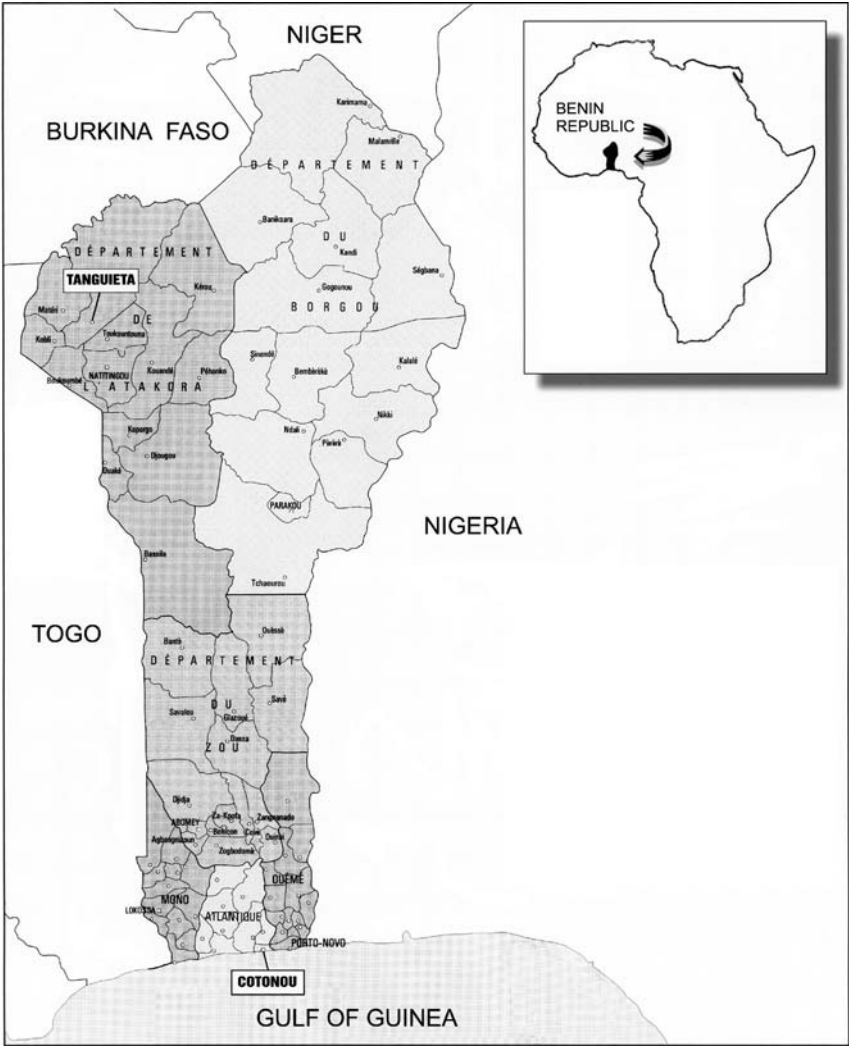 NIGER
BURKINA FASO
BENIN
REPUBLIC
Karimama
Malanville
DÉPARTEMENT
Banikoara
DU
Kandi
Ségbana
DÉPARTEMENT
TANGUIETA
Kérou
Gogounou
BORGOU
Matéri
DE
Toukountouna
Kobli
Sinendé
Kalalé
NATITINGOU
Kouandé
Péhonko
Bembèrèkè
Boukoumbé
L'ATAKORA
Nikki
Kopargo
Ndali
Pèrèrè
Djougou
Ouaké
PARAKOU
NIGERIA
Bassila
Tchaourou
TOGO
Ouèssè
Bantè
DÉPARTEMENT
Savè
DU
Savalou
Glazoué
Dassa
ZOU
Djidja
ABOMEY
Za-Kpota
Zangnanado
Bohicon
Covè
Ouinhi
Agbangnizoun
Zogbodomè
OUÉMÉ
MONO
LOKOSSA
ATLANTIQUE
PORTO-NOVO
COTONOU
GULF OF GUINEA